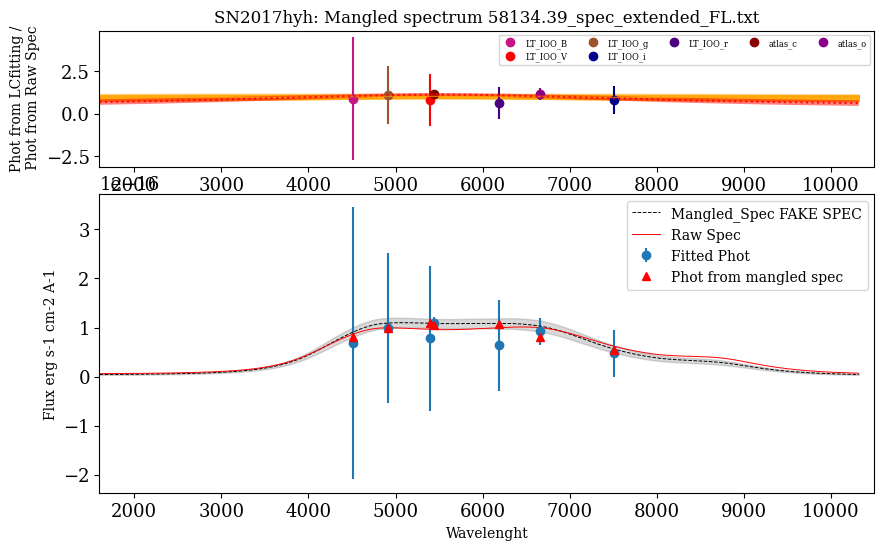 SN2017hyh: Mangled spectrum 58134.39_spec_extended_FL.txt
Phot from LCfitting /
Phot from Raw Spec
2.5
0.0
−2.5
LT_IOO_B LT_IOO_g LT_IOO_r atlas_c atlas_o
LT_IOO_V LT_IOO_i
2000 3000 4000 5000 6000 7000 8000 9000 10000
1e−16
Flux erg s-1 cm-2 A-1
3
2
1
0
−1
−2
Mangled_Spec FAKE SPEC
Raw Spec
Fitted Phot
Phot from mangled spec
2000 3000 4000 5000 6000 7000 8000 9000 10000
Wavelenght